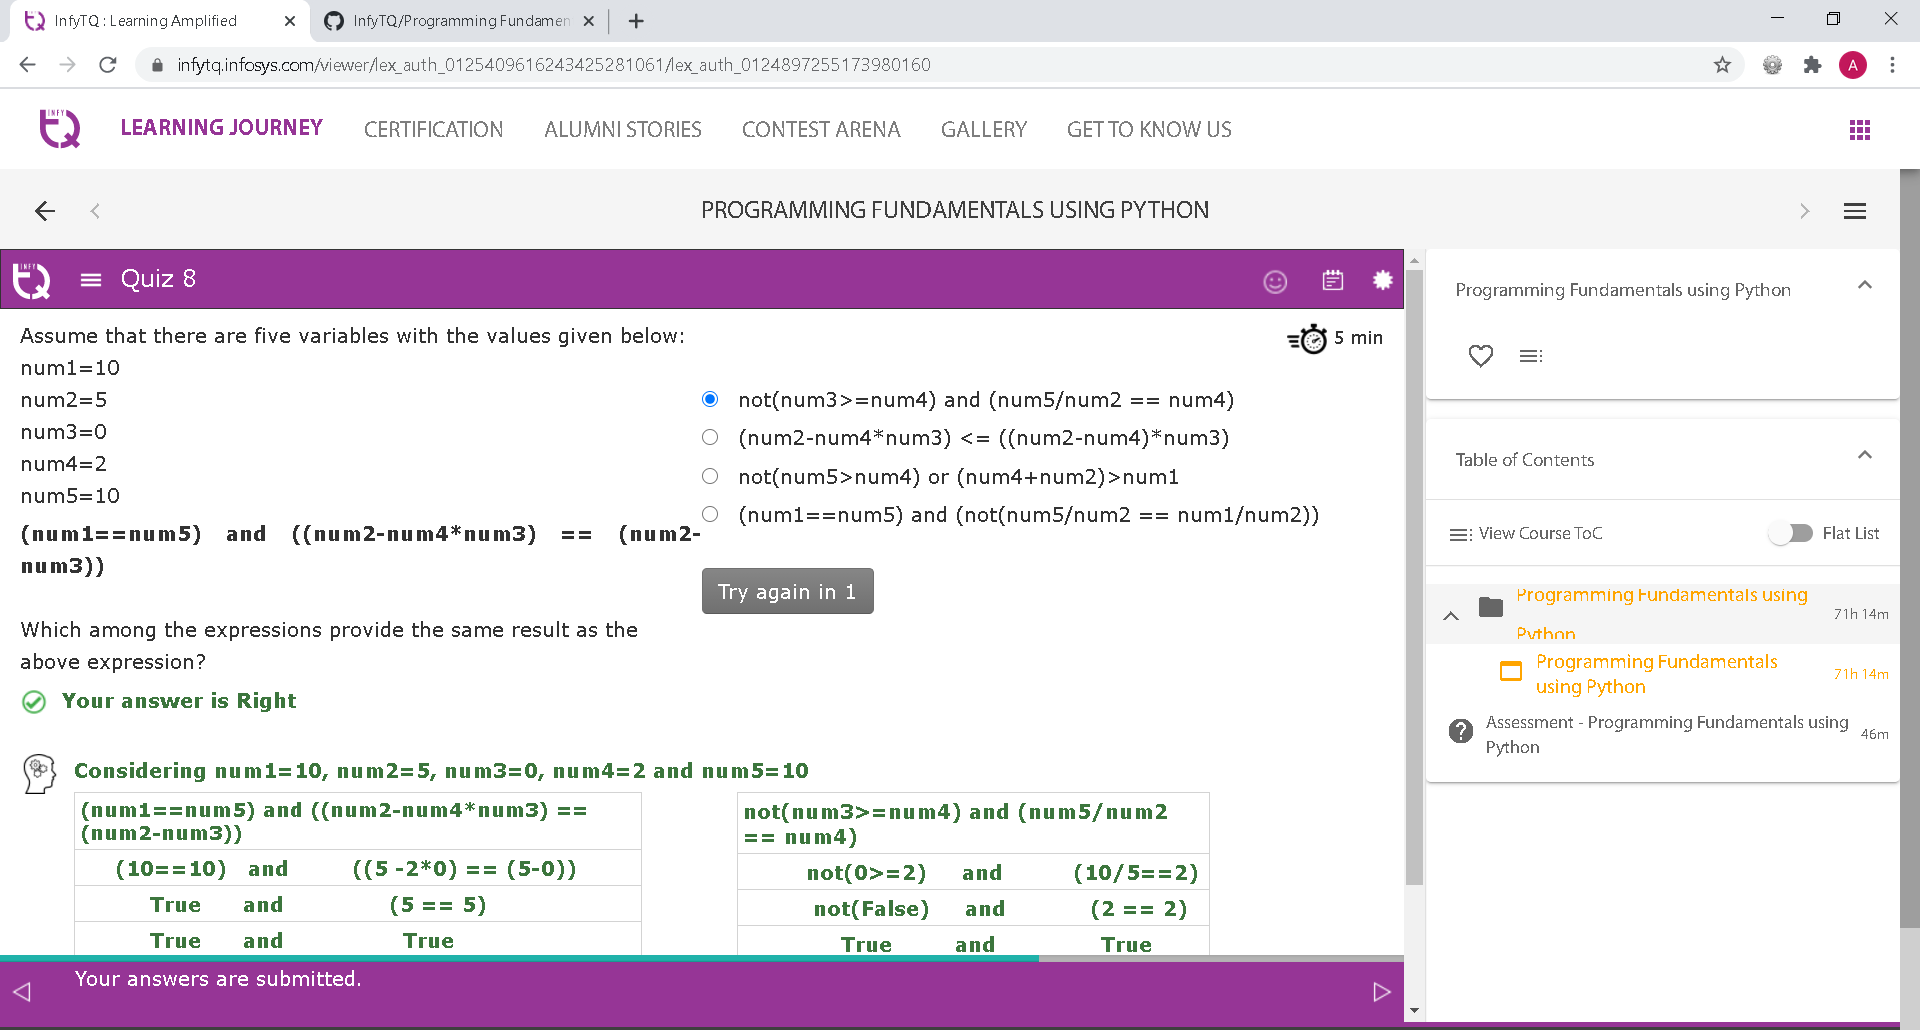 InfyTQ : Learning Amplified
InfyTQ/Programming Fundamen
infytq.infosys.com/viewer/lex_auth_0125409616243425281061/lex_auth_0124897255173980160
A
INFY
TQ
LEARNING JOURNEY
CERTIFICATION
ALUMNI STORIES
CONTEST ARENA
GALLERY
GET TO KNOW US
PROGRAMMING FUNDAMENTALS USING PYTHON
INFY
TQ
Quiz 8
Assume that there are five variables with the values given below:
5 min
num1=10
num2=5
num3=0
num4=2
num5=10
(num1==num5) and ((num2-num4*num3) == (num2-
num3))
Which among the expressions provide the same result as the
above expression?
not(num3>=num4) and (num5/num2 == num4)
(num2-num4*num3) <= ((num2-num4)*num3)
not(num5>num4) or (num4+num2)>num1
(num1==num5) and (not(num5/num2 == num1/num2))
Try again in 1
Your answer is Right
Considering num1=10, num2=5, num3=0, num4=2 and num5=10
(num1==num5) and ((num2-num4*num3) ==
(num2-num3))
(10==10) and ((5 -2*0) == (5-0))
True and (5 == 5)
True and True
not(num3>=num4) and (num5/num2
== num4)
not(0>=2) and (10/5==2)
not(False) and (2 == 2)
True and True
Your answers are submitted.
Programming Fundamentals using Python
Table of Contents
View Course ToC
Flat List
Programming Fundamentals using
Python
71h 14m
Programming Fundamentals
using Python
71h 14m
Assessment - Programming Fundamentals using
Python
46m